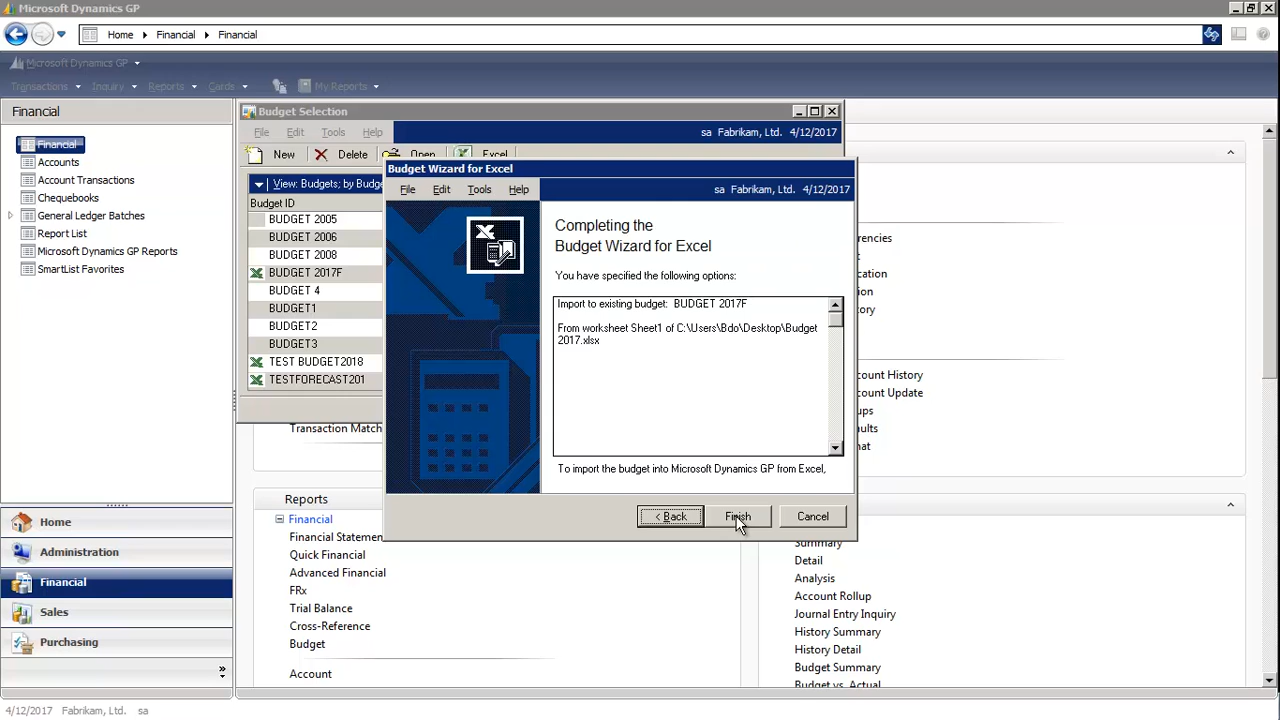 Microsoft Dynamics GP
Home
Financial
Financial
Microsoft Dynamics GP
Transactions
Inquiry
Reports
Cards
My Reports
Financial
Financial
Accounts
Account Transactions
Chequebooks
General Ledger Batches
Report List
Microsoft Dynamics GP Reports
SmartList Favorites
Home
Administration
Financial
Sales
Purchasing
»
Budget Selection
File Edit Tools Help
sa Fabrikam, Ltd. 4/12/2017
New Delete Open Excel
View: Budgets; by Budge
Budget ID
BUDGET 2005
BUDGET 2006
BUDGET 2008
BUDGET 2017F
BUDGET 4
BUDGET1
BUDGET2
BUDGET3
TEST BUDGET2018
TESTFORECAST201
Budget Wizard for Excel
File Edit Tools Help
sa Fabrikam, Ltd. 4/12/2017
Completing the
Budget Wizard for Excel
You have specified the following options:
Import to existing budget: BUDGET 2017F
From worksheet Sheet1 of C:\Users\Bdo\Desktop\Budget
2017.xlsx
To import the budget into Microsoft Dynamics GP from Excel,
< Back
Finish
Cancel
Transaction Match
Reports
Financial
Financial Statemen
Quick Financial
Advanced Financial
FRx
Trial Balance
Cross-Reference
Budget
Account
rencies
e
cation
n
ory
ccount History
ccount Update
ups
aults
nat
Summary
Detail
Analysis
Account Rollup
Journal Entry Inquiry
History Summary
History Detail
Budget Summary
Budget vs. Actual
4/12/2017 Fabrikam, Ltd. sa